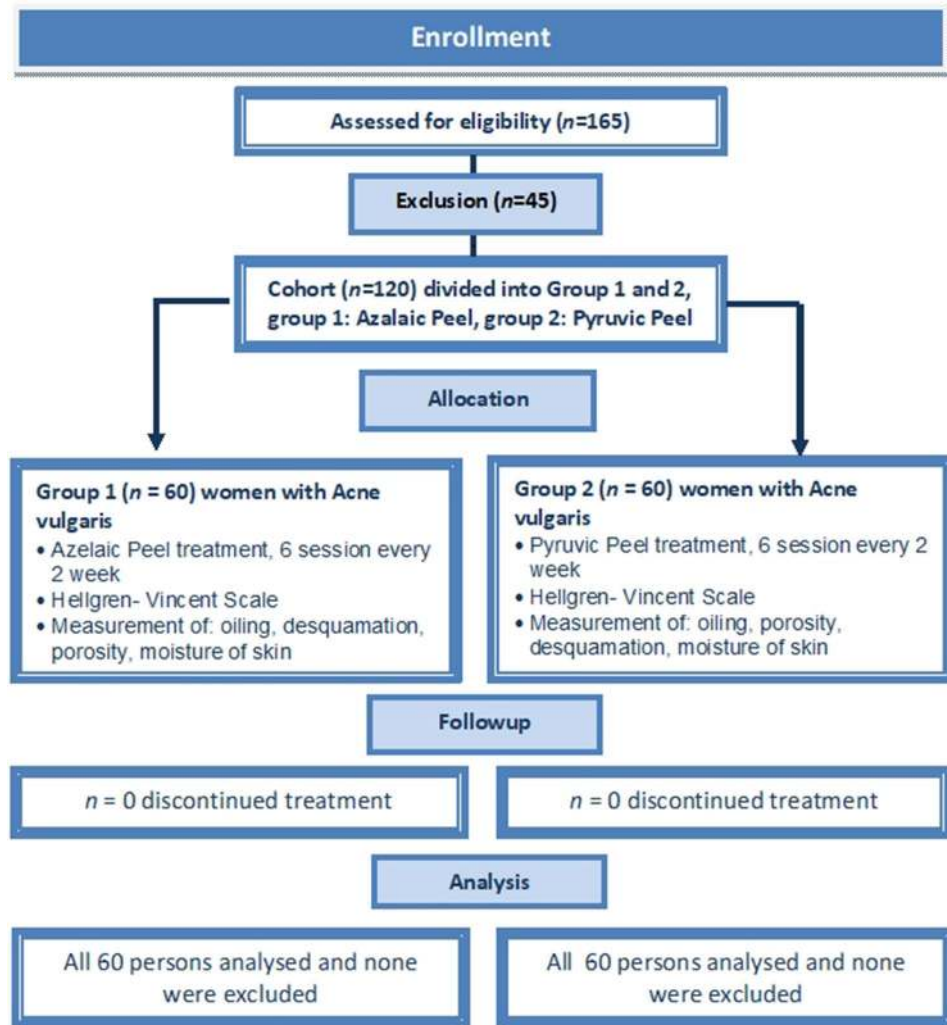 Enrollment
Assessed for eligibility (n=165)
Exclusion (n=45)
Cohort (n=120) divided into Group 1 and 2,
group 1: Azalaic Peel, group 2: Pyruvic Peel
Allocation
Group 1 (n = 60) women with Acne
vulgaris
• Azelaic Peel treatment, 6 session every
2 week
• Hellgren- Vincent Scale
• Measurement of: oiling, desquamation,
porosity, moisture of skin
Group 2 (n = 60) women with Acne
vulgaris
• Pyruvic Peel treatment, 6 session every 2
week
• Hellgren- Vincent Scale
• Measurement of: oiling, porosity,
desquamation, moisture of skin
Followup
n = 0 discontinued treatment
n = 0 discontinued treatment
Analysis
All 60 persons analysed and none
were excluded
All 60 persons analysed and none
were excluded